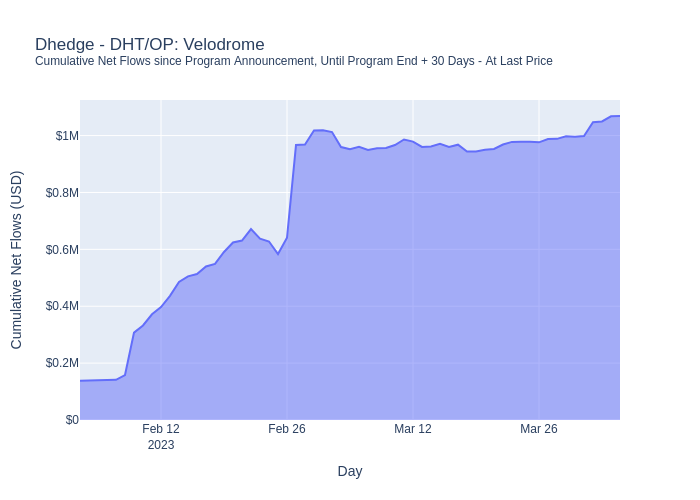 Dhedge - DHT/OP: Velodrome
Cumulative Net Flows since Program Announcement, Until Program End + 30 Days - At Last Price
Cumulative Net Flows (USD)
$1M
$0.8M
$0.6M
$0.4M
$0.2M
$0
Feb 12
2023
Feb 26
Mar 12
Mar 26
Day